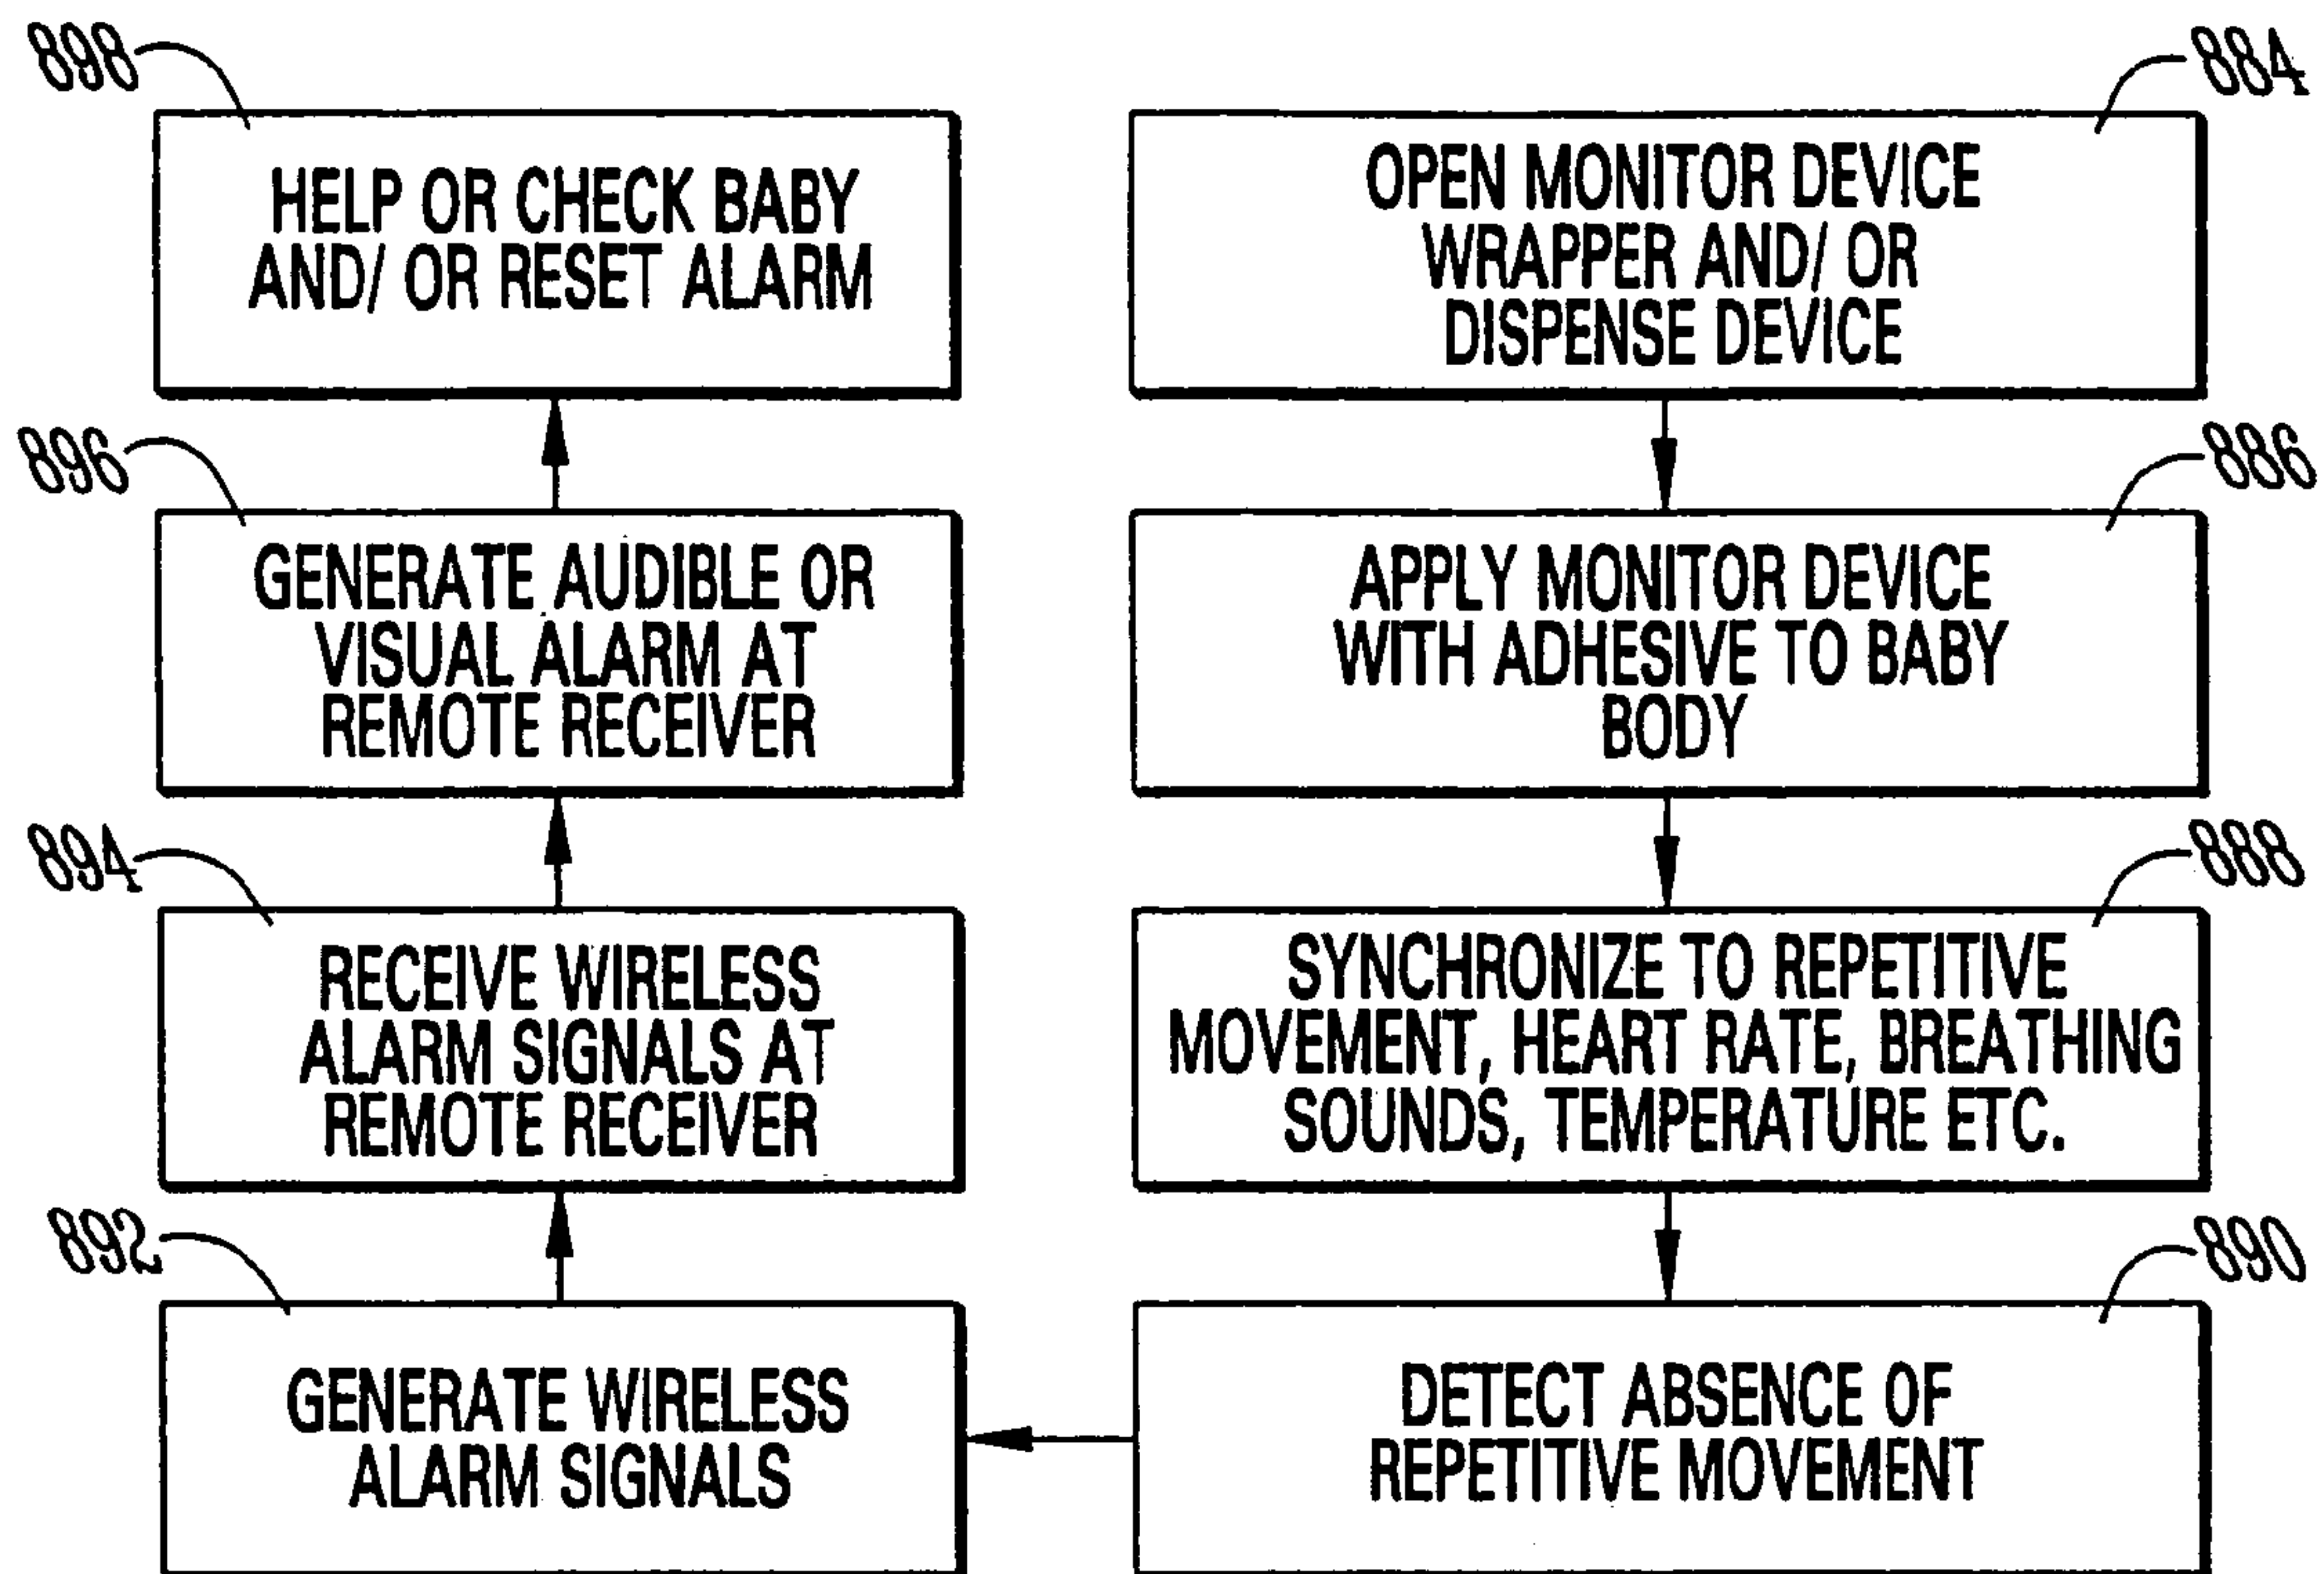 898
HELP OR CHECK BABY
AND/ OR RESET ALARM
884
OPEN MONITOR DEVICE
WRAPPER AND/ OR
DISPENSE DEVICE
896
GENERATE AUDIBLE OR
VISUAL ALARM AT
REMOTE RECEIVER
886
APPLY MONITOR DEVICE
WITH ADHESIVE TO BABY
BODY
894
RECEIVE WIRELESS
ALARM SIGNALS AT
REMOTE RECEIVER
888
SYNCHRONIZE TO REPETITIVE
MOVEMENT, HEART RATE, BREATHING
SOUNDS, TEMPERATURE ETC.
892
GENERATE WIRELESS
ALARM SIGNALS
890
DETECT ABSENCE OF
REPETITIVE MOVEMENT